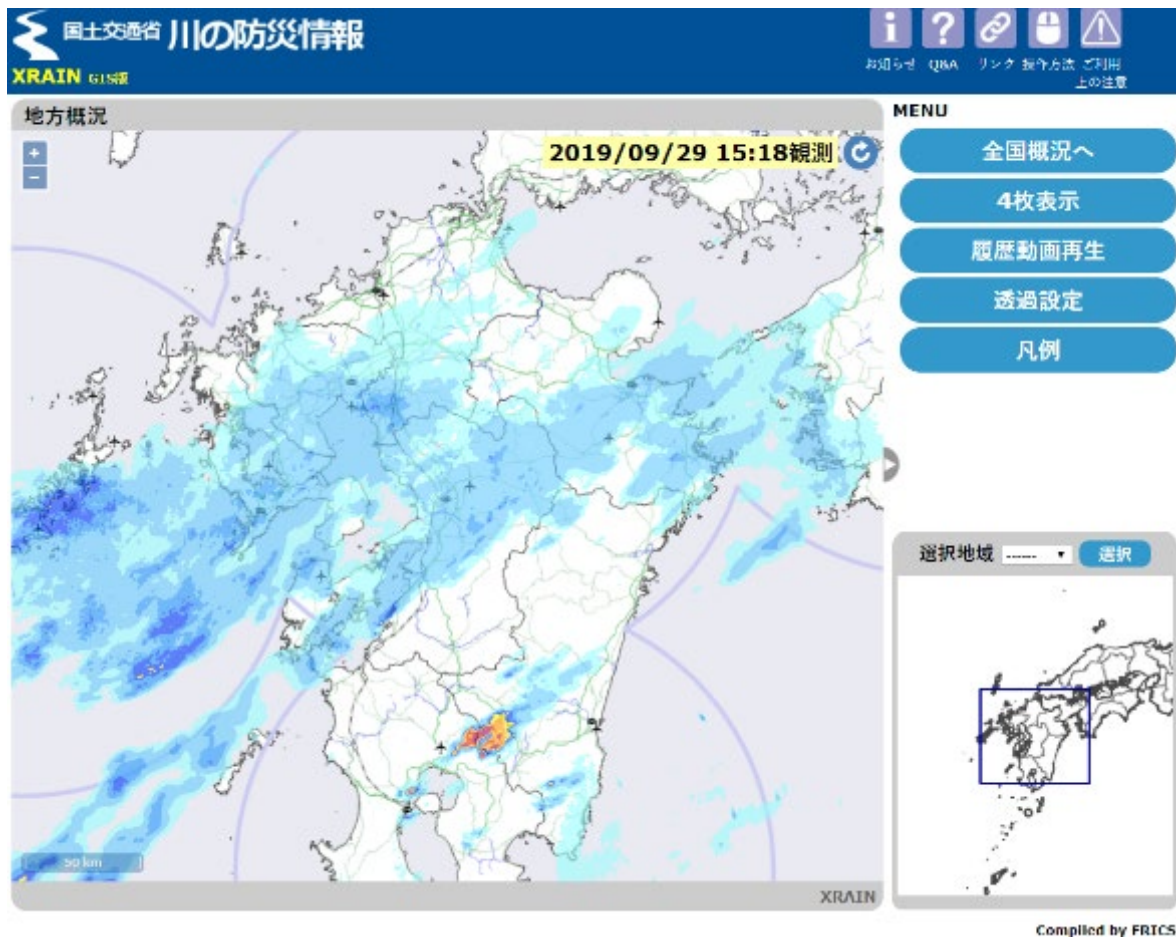 国土交通省 川の防災情報
XRAIN GIS版
お知らせ Q&A リンク 操作方法 ご利用上の注意
地方概況
+
−
2019/09/29 15:18観測
50 km
XRAIN
MENU
全国概況へ
4枚表示
履歴動画再生
透過設定
凡例
選択地域 ------ 選択
Compiled by FRICS